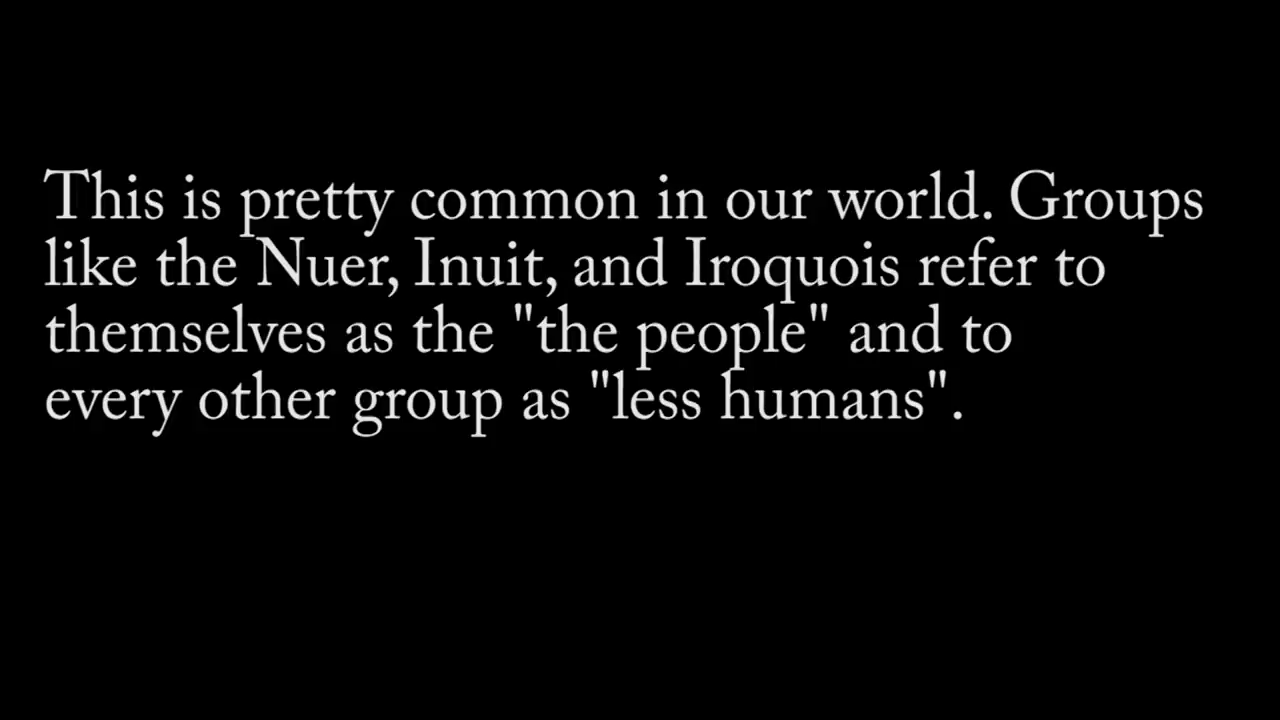 This is pretty common in our world. Groups
like the Nuer, Inuit, and Iroquois refer to
themselves as the "the people" and to
every other group as "less humans".